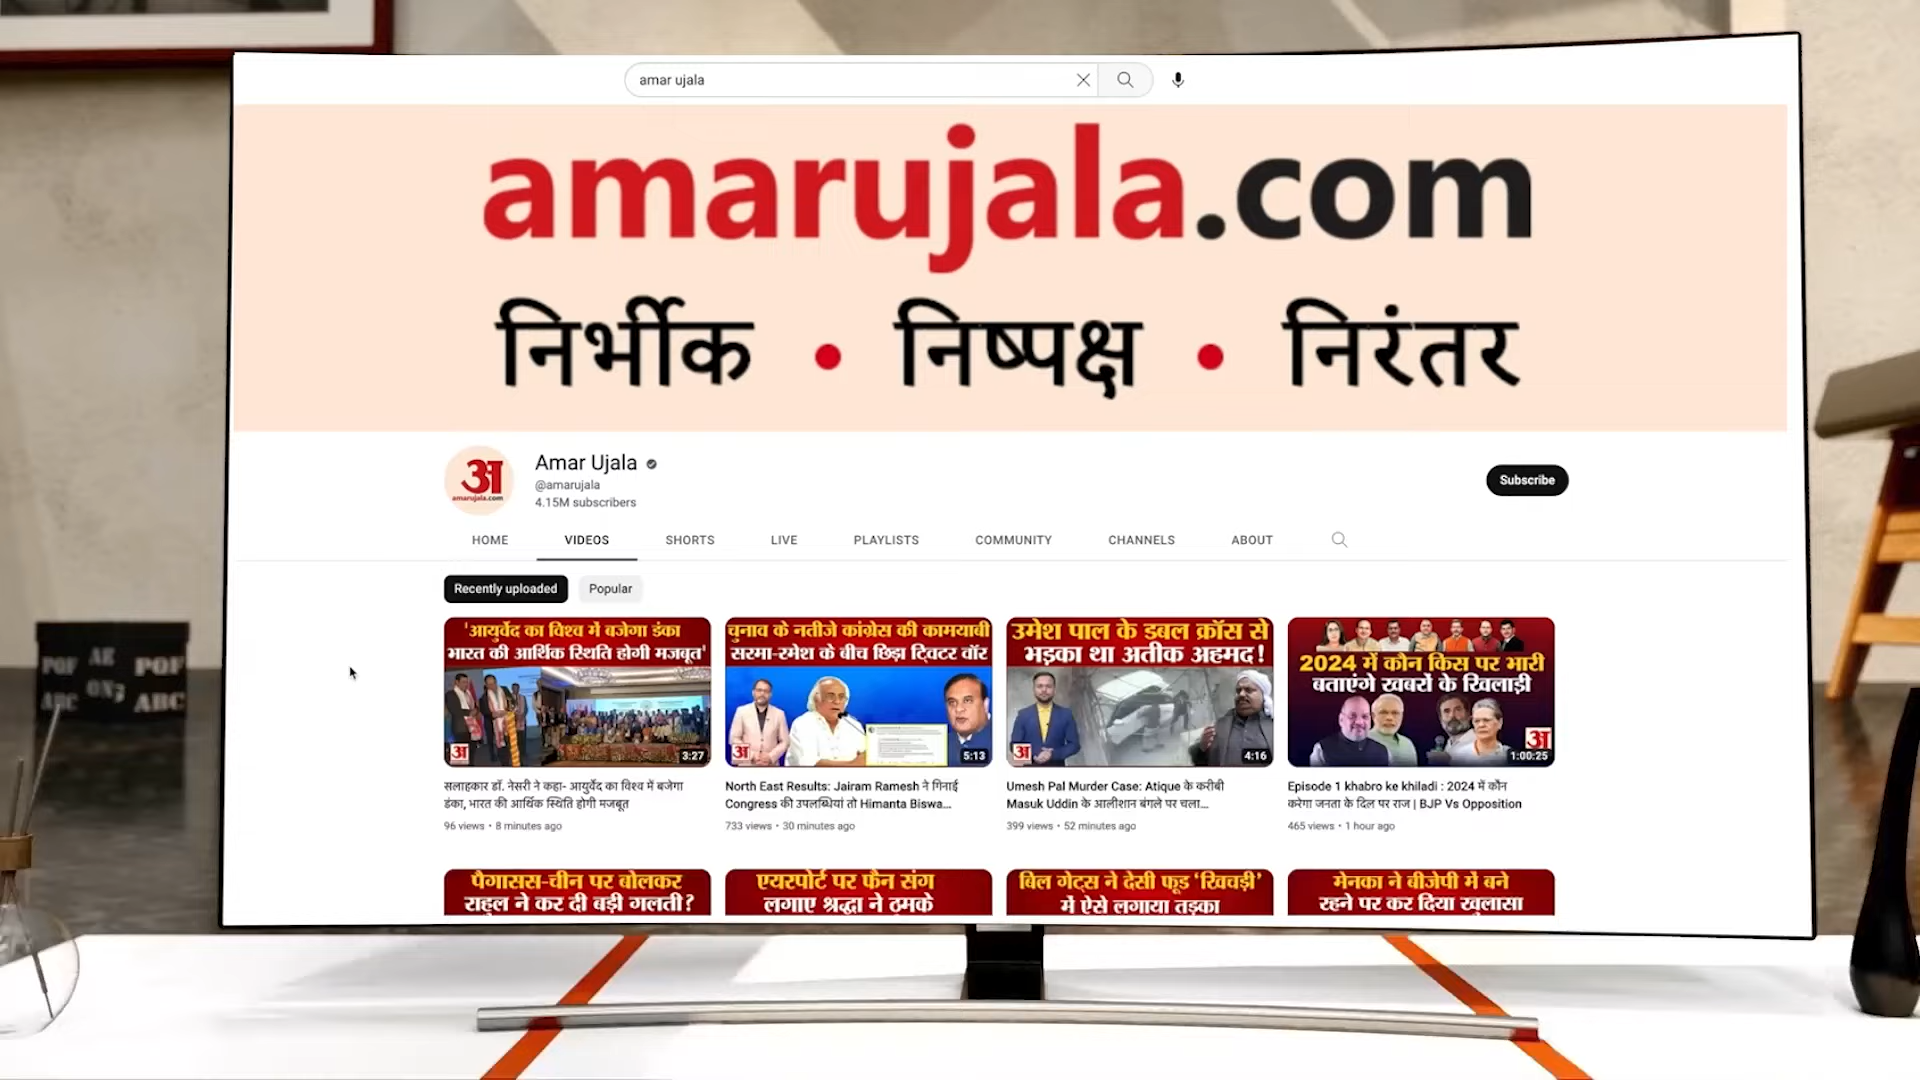 amar ujala
amarujala.com
निर्भीक • निष्पक्ष • निरंतर
अ
amarujala.com
Amar Ujala
@amarujala
4.15M subscribers
Subscribe
HOME VIDEOS SHORTS LIVE PLAYLISTS COMMUNITY CHANNELS ABOUT
Recently uploaded Popular
'आयुर्वेद का विश्व में बजेगा डंका
भारत की आर्थिक स्थिति होगी मजबूत'
अ
3:27
सलाहकार डॉ. नेसरी ने कहा- आयुर्वेद का विश्व में बजेगा
डंका, भारत की आर्थिक स्थिति होगी मजबूत
96 views • 8 minutes ago
चुनाव के नतीजे कांग्रेस की कामयाबी
सरमा-रमेश के बीच छिड़ा ट्विटर वॉर
अ
5:13
North East Results: Jairam Ramesh ने गिनाई
Congress की उपलब्धियां तो Himanta Biswa...
733 views • 30 minutes ago
उमेश पाल के डबल क्रॉस से
भड़का था अतीक अहमद!
अ
4:16
Umesh Pal Murder Case: Atique के करीबी
Masuk Uddin के आलीशान बंगले पर चला...
399 views • 52 minutes ago
2024 में कौन किस पर भारी
बताएंगे खबरों के खिलाड़ी
अ
1:00:25
Episode 1 khabro ke khiladi : 2024 में कौन
करेगा जनता के दिल पर राज | BJP Vs Opposition
465 views • 1 hour ago
पैगासस-चीन पर बोलकर
राहुल ने कर दी बड़ी गलती?
एयरपोर्ट पर फैन संग
लगाए श्रद्धा ने ठुमके
बिल गेट्स ने देसी फूड 'खिचड़ी'
में ऐसे लगाया तड़का
मेनका ने बीजेपी में बने
रहने पर कर दिया खुलासा